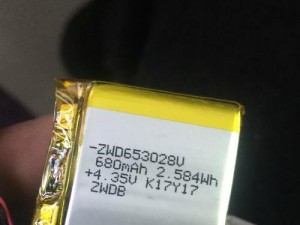 -ZWD653028V
680mAh 2.584Wh
+4.35V K17Y17
ZWDB